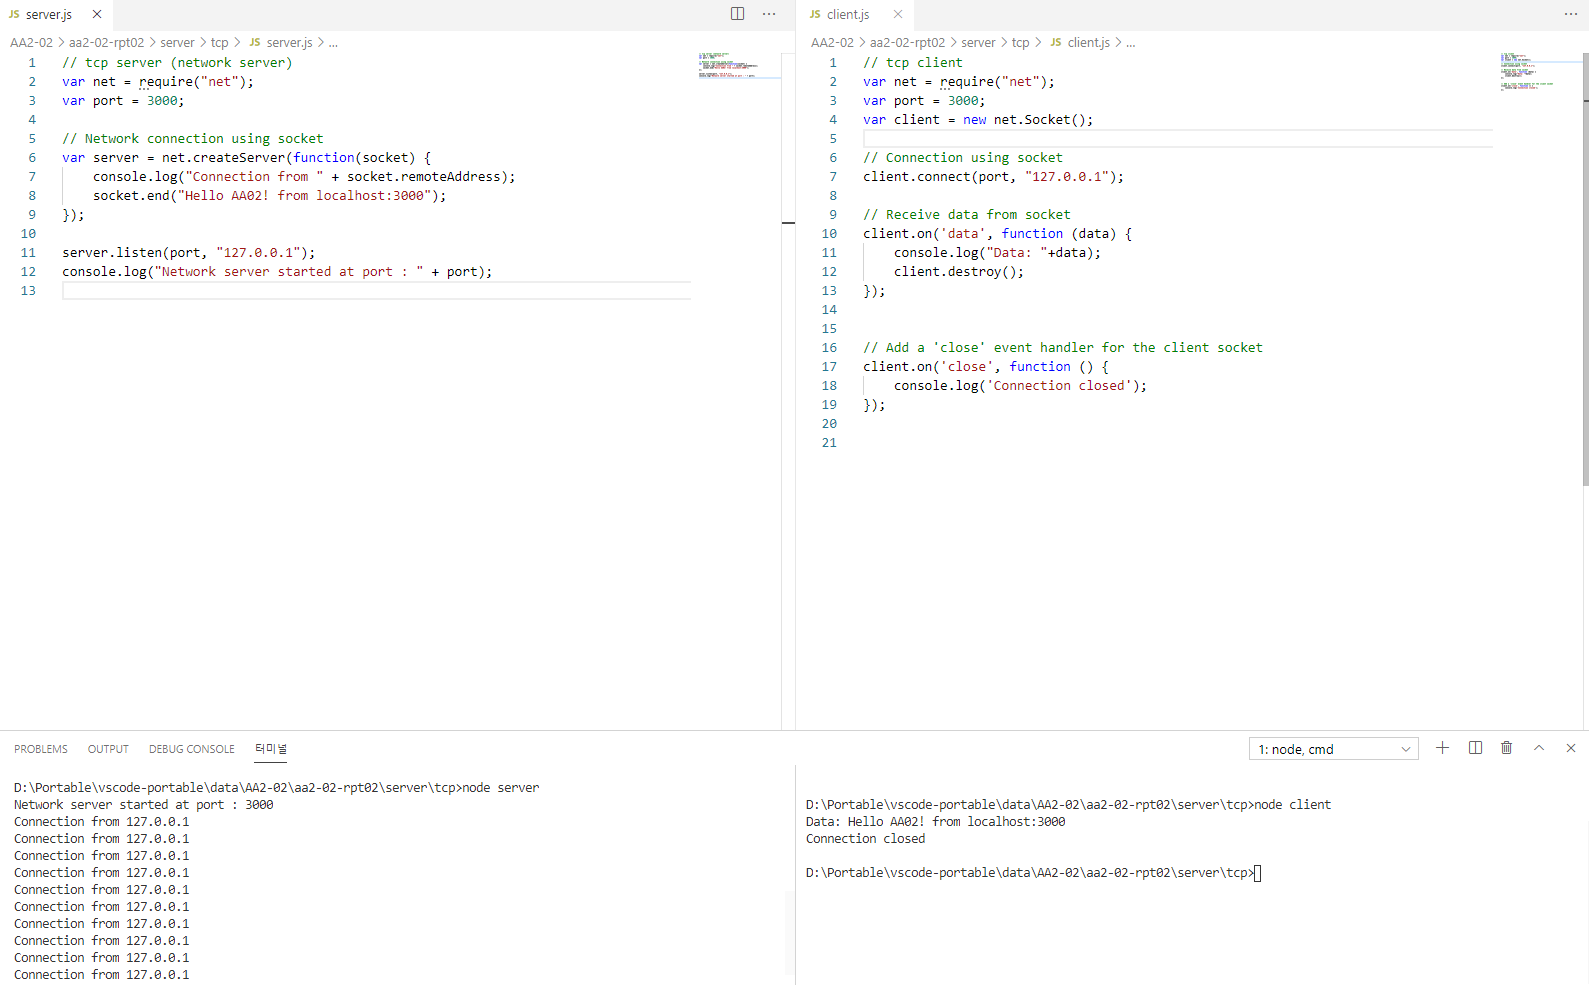 JS server.js
AA2-02 > aa2-02-rpt02 > server > tcp > JS server.js > ...
1 // tcp server (network server)
2 var net = require("net");
3 var port = 3000;
4
5 // Network connection using socket
6 var server = net.createServer(function(socket) {
7     console.log("Connection from " + socket.remoteAddress);
8     socket.end("Hello AA02! from localhost:3000");
9 });
10
11 server.listen(port, "127.0.0.1");
12 console.log("Network server started at port : " + port);
13
JS client.js
AA2-02 > aa2-02-rpt02 > server > tcp > JS client.js > ...
1 // tcp client
2 var net = require("net");
3 var port = 3000;
4 var client = new net.Socket();
5
6 // Connection using socket
7 client.connect(port, "127.0.0.1");
8
9 // Receive data from socket
10 client.on('data', function (data) {
11     console.log("Data: "+data);
12     client.destroy();
13 });
14
15
16 // Add a 'close' event handler for the client socket
17 client.on('close', function () {
18     console.log('Connection closed');
19 });
20
21
PROBLEMS OUTPUT DEBUG CONSOLE 터미널
1: node, cmd
D:\Portable\vscode-portable\data\AA2-02\aa2-02-rpt02\server\tcp>node server
Network server started at port : 3000
Connection from 127.0.0.1
Connection from 127.0.0.1
Connection from 127.0.0.1
Connection from 127.0.0.1
Connection from 127.0.0.1
Connection from 127.0.0.1
Connection from 127.0.0.1
Connection from 127.0.0.1
Connection from 127.0.0.1
Connection from 127.0.0.1
D:\Portable\vscode-portable\data\AA2-02\aa2-02-rpt02\server\tcp>node client
Data: Hello AA02! from localhost:3000
Connection closed
D:\Portable\vscode-portable\data\AA2-02\aa2-02-rpt02\server\tcp>